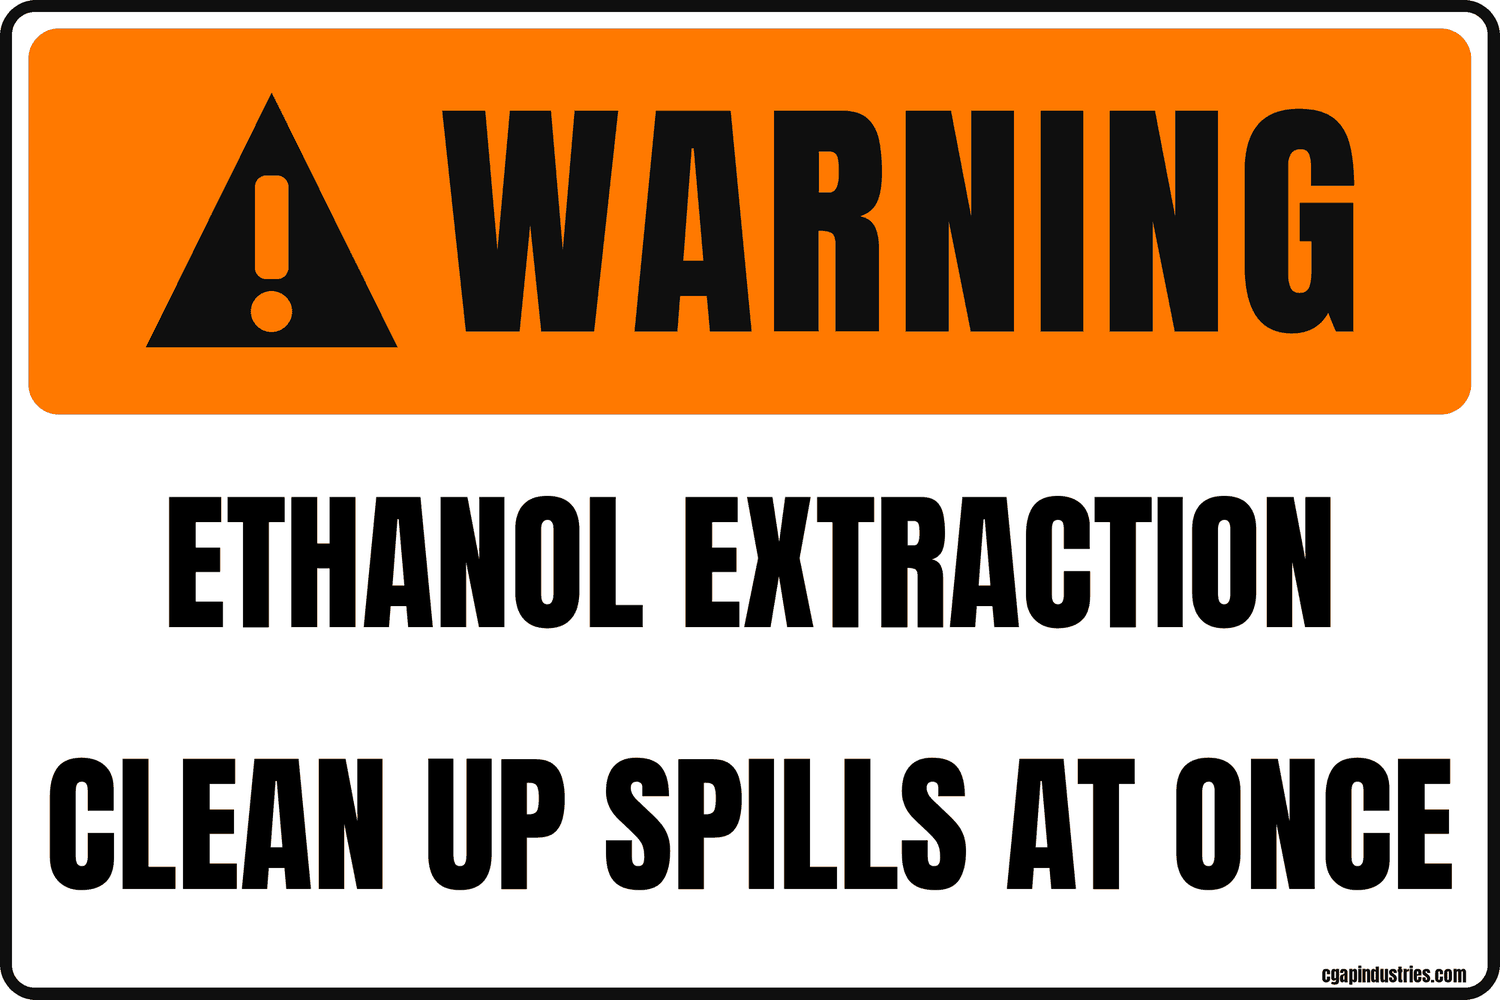 WARNING
ETHANOL EXTRACTION
CLEAN UP SPILLS AT ONCE
cgapindustries.com